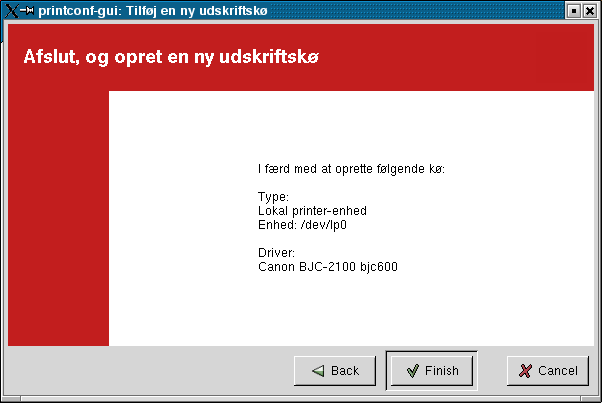 printconf-gui: Tilføj en ny udskriftskø
Afslut, og opret en ny udskriftskø
I færd med at oprette følgende kø:
Type:
Lokal printer-enhed
Enhed: /dev/lp0
Driver:
Canon BJC-2100 bjc600
Back
Finish
Cancel